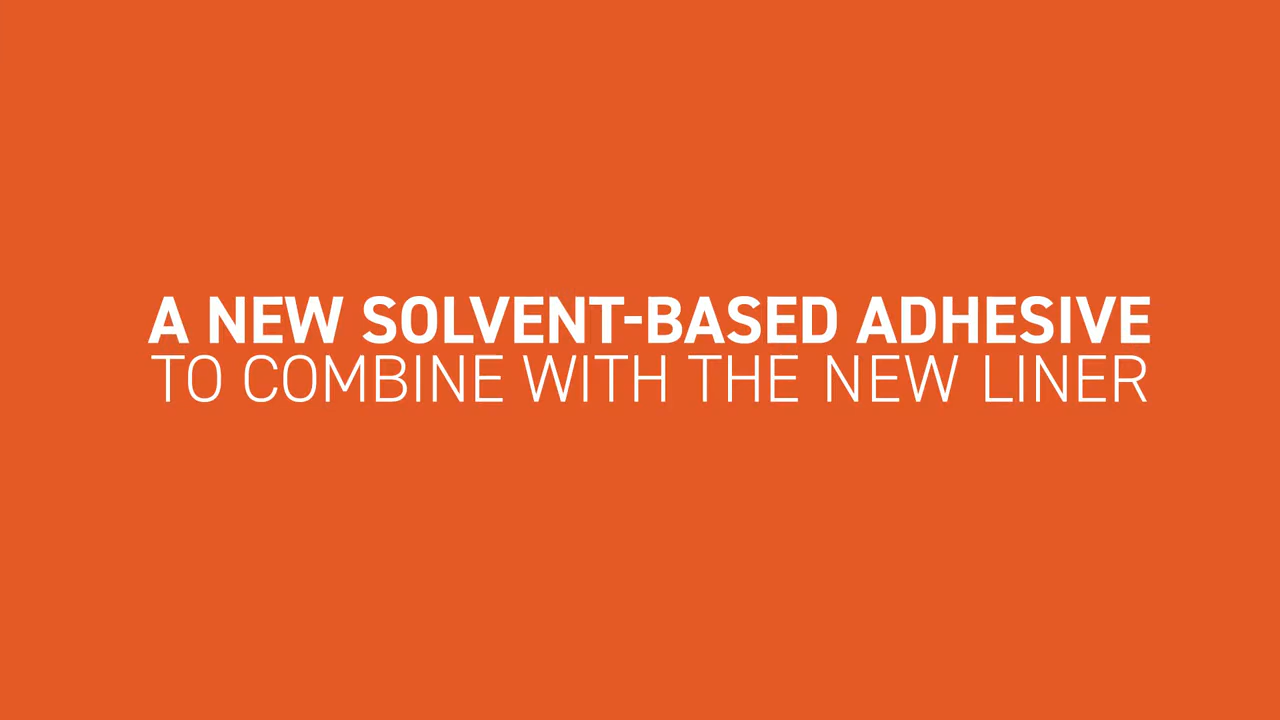 A NEW SOLVENT-BASED ADHESIVE
TO COMBINE WITH THE NEW LINER